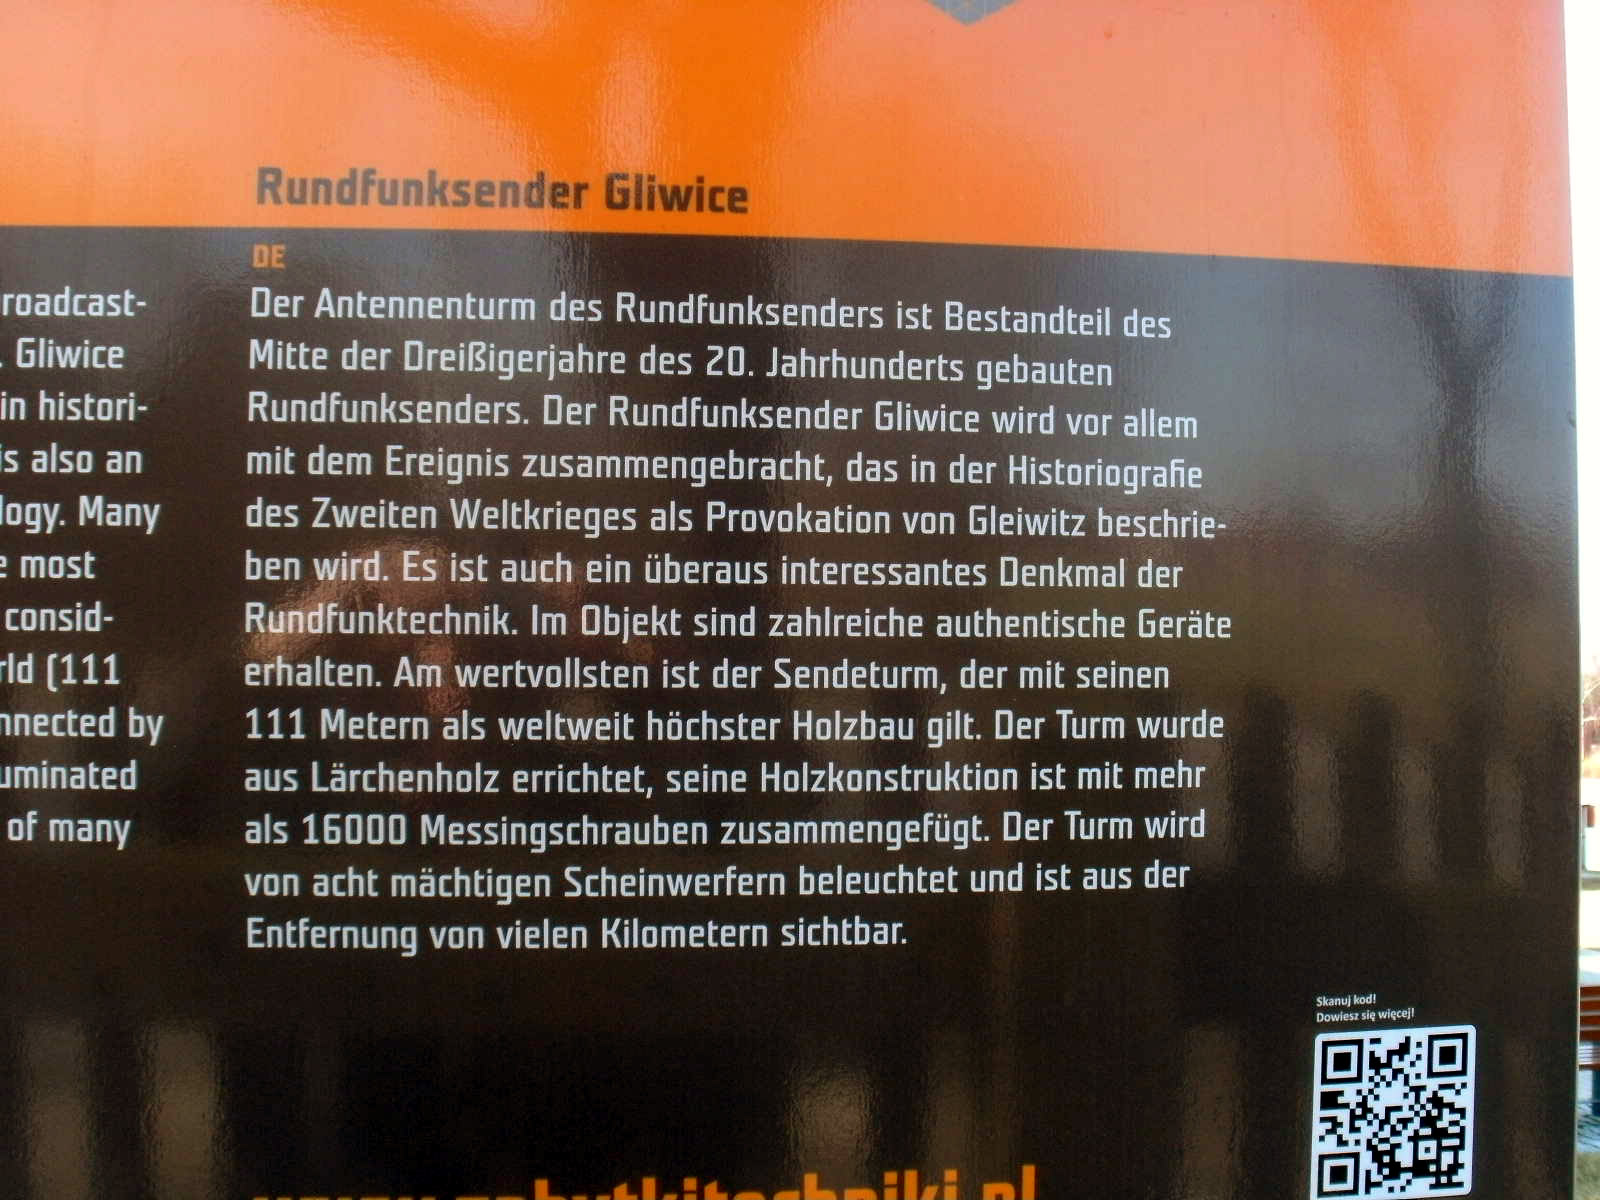 Rundfunksender Gliwice
roadcast-
. Gliwice
in histori-
is also an
logy. Many
e most
consid-
rld (111
nnected by
uminated
of many
DE
Der Antennenturm des Rundfunksenders ist Bestandteil des
Mitte der Dreißigerjahre des 20. Jahrhunderts gebauten
Rundfunksenders. Der Rundfunksender Gliwice wird vor allem
mit dem Ereignis zusammengebracht, das in der Historiografie
des Zweiten Weltkrieges als Provokation von Gleiwitz beschrie-
ben wird. Es ist auch ein überaus interessantes Denkmal der
Rundfunktechnik. Im Objekt sind zahlreiche authentische Geräte
erhalten. Am wertvollsten ist der Sendeturm, der mit seinen
111 Metern als weltweit höchster Holzbau gilt. Der Turm wurde
aus Lärchenholz errichtet, seine Holzkonstruktion ist mit mehr
als 16000 Messingschrauben zusammengefügt. Der Turm wird
von acht mächtigen Scheinwerfern beleuchtet und ist aus der
Entfernung von vielen Kilometern sichtbar.
Skanuj kod!
Dowiesz się więcej!
www.zabytkitechniki.pl